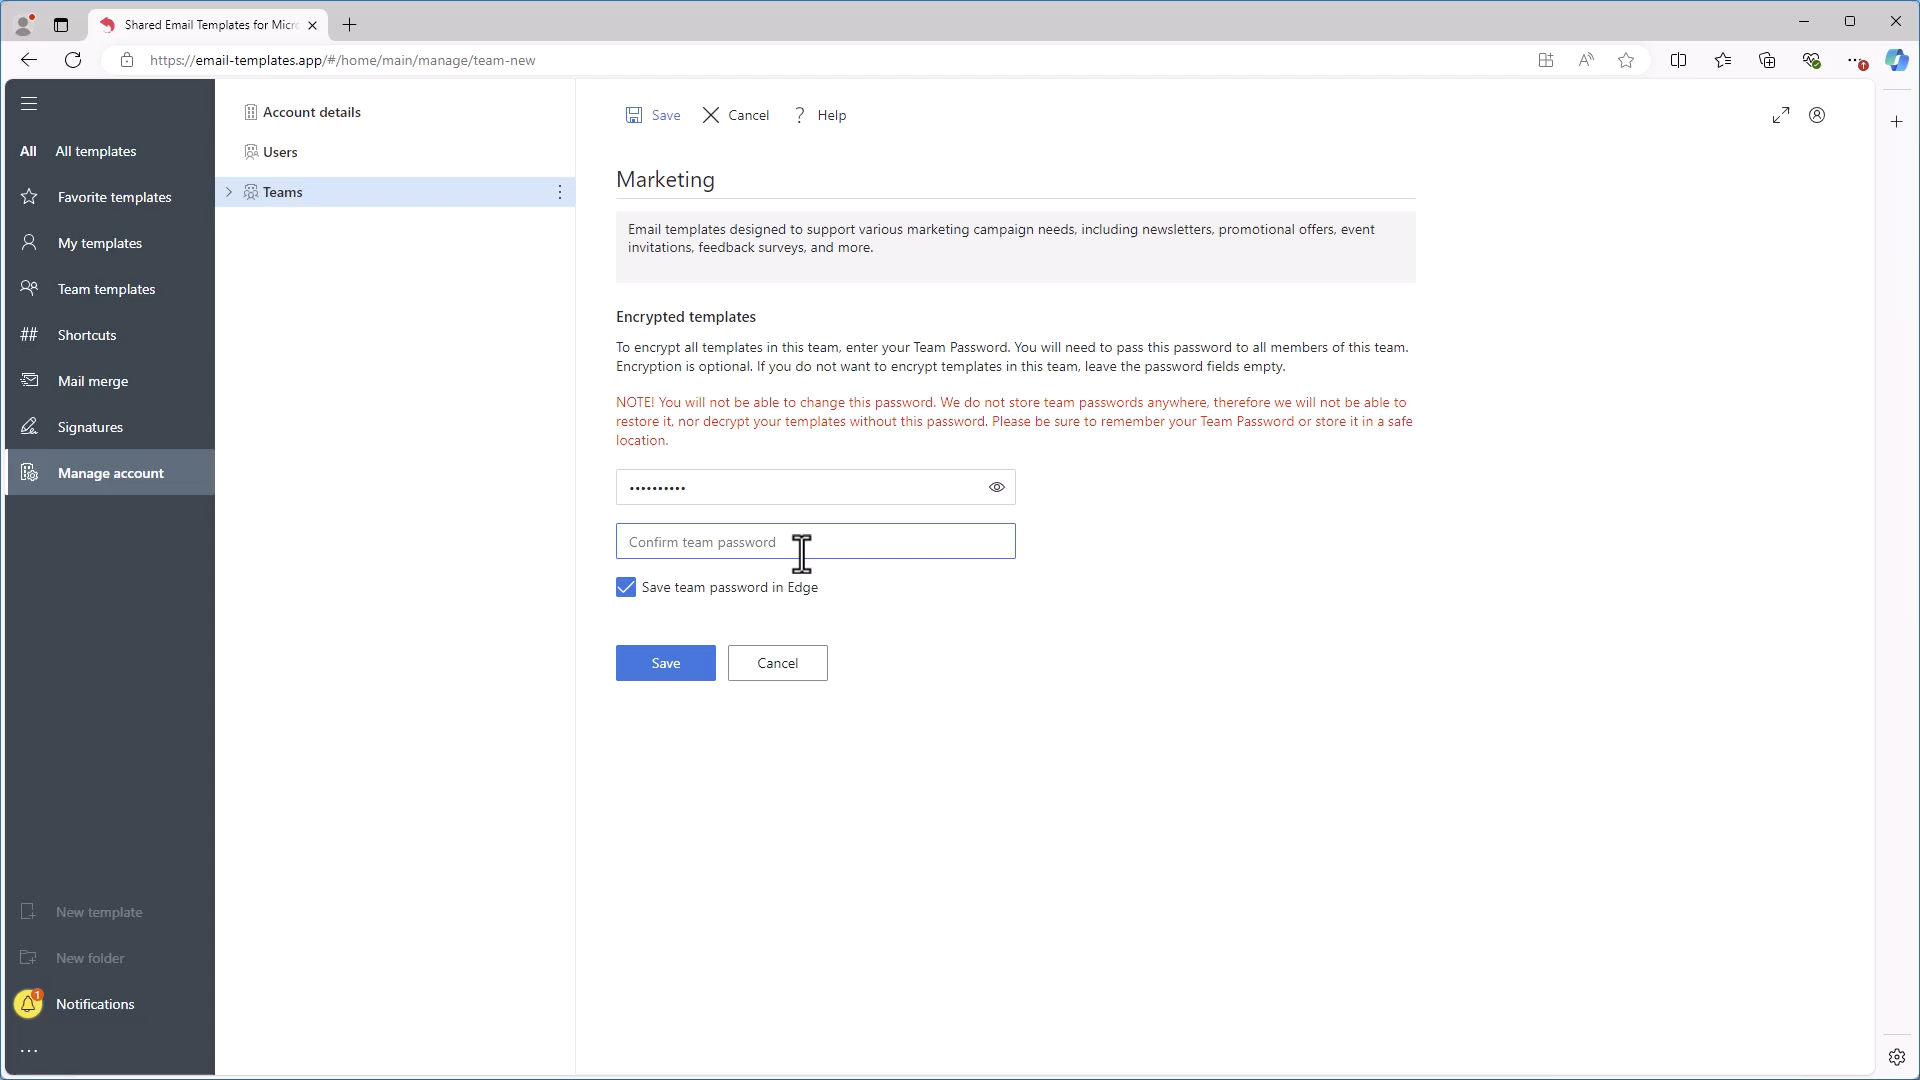 Shared Email Templates for Micr
https://email-templates.app/#/home/main/manage/team-new
All All templates
Favorite templates
My templates
Team templates
## Shortcuts
Mail merge
Signatures
Manage account
New template
New folder
1
Notifications
...
Account details
Users
Teams
Save
Cancel
? Help
Marketing
Email templates designed to support various marketing campaign needs, including newsletters, promotional offers, event
invitations, feedback surveys, and more.
Encrypted templates
To encrypt all templates in this team, enter your Team Password. You will need to pass this password to all members of this team.
Encryption is optional. If you do not want to encrypt templates in this team, leave the password fields empty.
NOTE! You will not be able to change this password. We do not store team passwords anywhere, therefore we will not be able to
restore it, nor decrypt your templates without this password. Please be sure to remember your Team Password or store it in a safe
location.
••••••••••
Confirm team password
Save team password in Edge
Save
Cancel